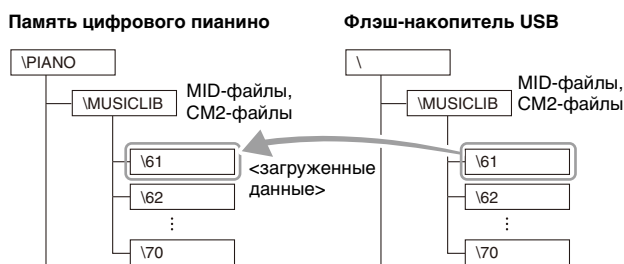 Память цифрового пианино
\PIANO
\MUSICLIB
MID-файлы,
CM2-файлы
\61
<загруженные
данные>
\62
⋮
\70
Флэш-накопитель USB
\
\MUSICLIB
MID-файлы,
CM2-файлы
\61
\62
⋮
\70